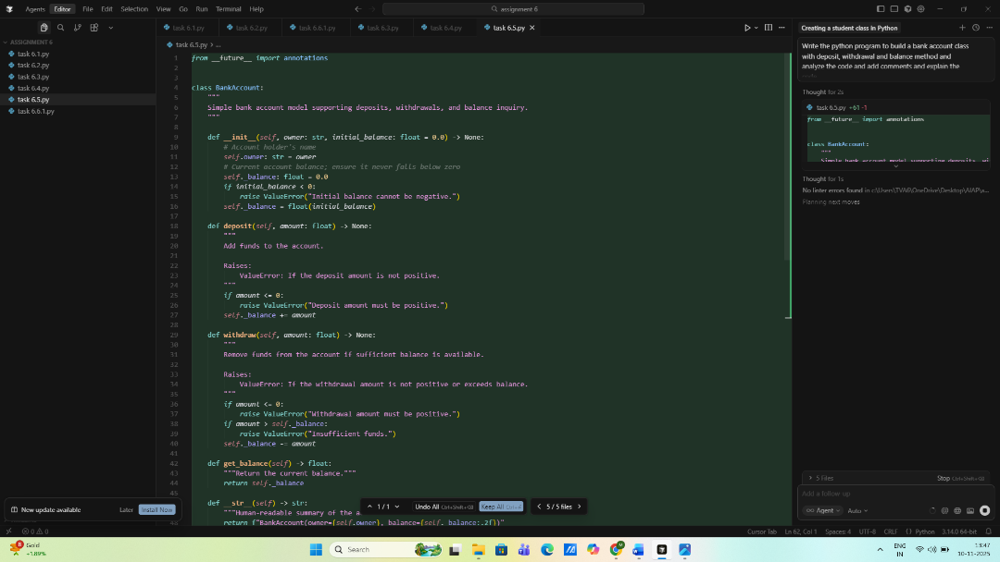 Agents Editor File Edit Selection View Go Run Terminal Help
assignment 6
ASSIGNMENT 6
task 6.1.py
task 6.2.py
task 6.3.py
task 6.4.py
task 6.5.py
task 6.6.1.py
task 6.1.py task 6.2.py task 6.6.1.py task 6.3.py task 6.4.py task 6.5.py
task 6.5.py > ...
1 from __future__ import annotations
2
3
4 class BankAccount:
5 """
6 Simple bank account model supporting deposits, withdrawals, and balance inquiry.
7 """
8
9 def __init__(self, owner: str, initial_balance: float = 0.0) -> None:
10 # Account holder's name
11 self.owner: str = owner
12 # Current account balance; ensure it never falls below zero
13 self._balance: float = 0.0
14 if initial_balance < 0:
15 raise ValueError("Initial balance cannot be negative.")
16 self._balance = float(initial_balance)
17
18 def deposit(self, amount: float) -> None:
19 """
20 Add funds to the account.
21
22 Raises:
23 ValueError: If the deposit amount is not positive.
24 """
25 if amount <= 0:
26 raise ValueError("Deposit amount must be positive.")
27 self._balance += amount
28
29 def withdraw(self, amount: float) -> None:
30 """
31 Remove funds from the account if sufficient balance is available.
32
33 Raises:
34 ValueError: If the withdrawal amount is not positive or exceeds balance.
35 """
36 if amount <= 0:
37 raise ValueError("Withdrawal amount must be positive.")
38 if amount > self._balance:
39 raise ValueError("Insufficient funds.")
40 self._balance -= amount
41
42 def get_balance(self) -> float:
43 """Return the current balance."""
44 return self._balance
45
46 def __str__(self) -> str:
"""Human-readable summary of the a
48 return f"BankAccount(owner={self.owner}, balance={self._balance:.2f})"
1 / 1 Undo All Ctrl+Shift+⌫ Keep All 5 / 5 files
New update available Later Install Now
Creating a student class in Python
Write the python program to build a bank account class
with deposit, withdrawal and balance method and
analyze the code and add comments and explain the
Thought for 2s
task 6.5.py +61 -1
from __future__ import annotations
class BankAccount:
"""
Simple bank account model supporting deposits, wi
Thought for 1s
No linter errors found in c:\Users\TVAR\OneDrive\Desktop\AIAP\a...
Planning next moves
5 Files Stop Ctrl+Shift+⌫
Add a follow up
Agent Auto
0 0 Cursor Tab Ln 62, Col 1 Spaces: 4 UTF-8 CRLF Python 3.14.0 64-bit
Gold
+1.89%
Search
ENG
IN
13:47
10-11-2025